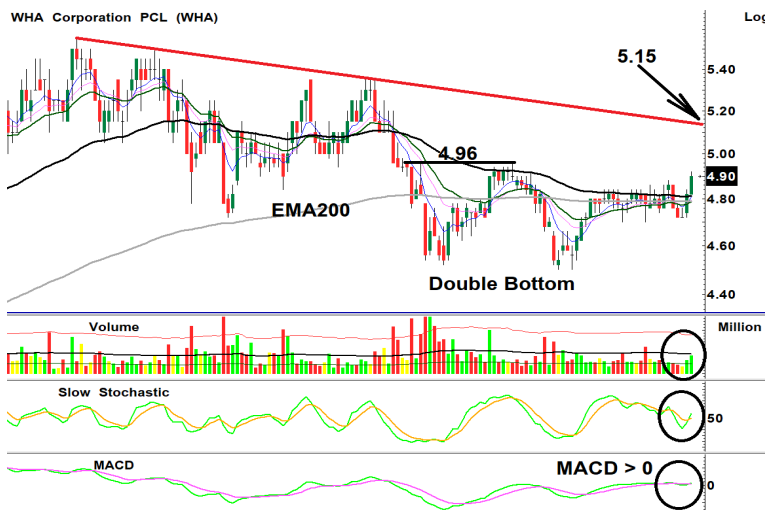 WHA Corporation PCL (WHA)
Log
5.15
5.40
5.20
5.00
4.96
4.90
4.80
EMA200
4.60
Double Bottom
4.40
Volume
Million
Slow Stochastic
50
MACD
MACD > 0
0